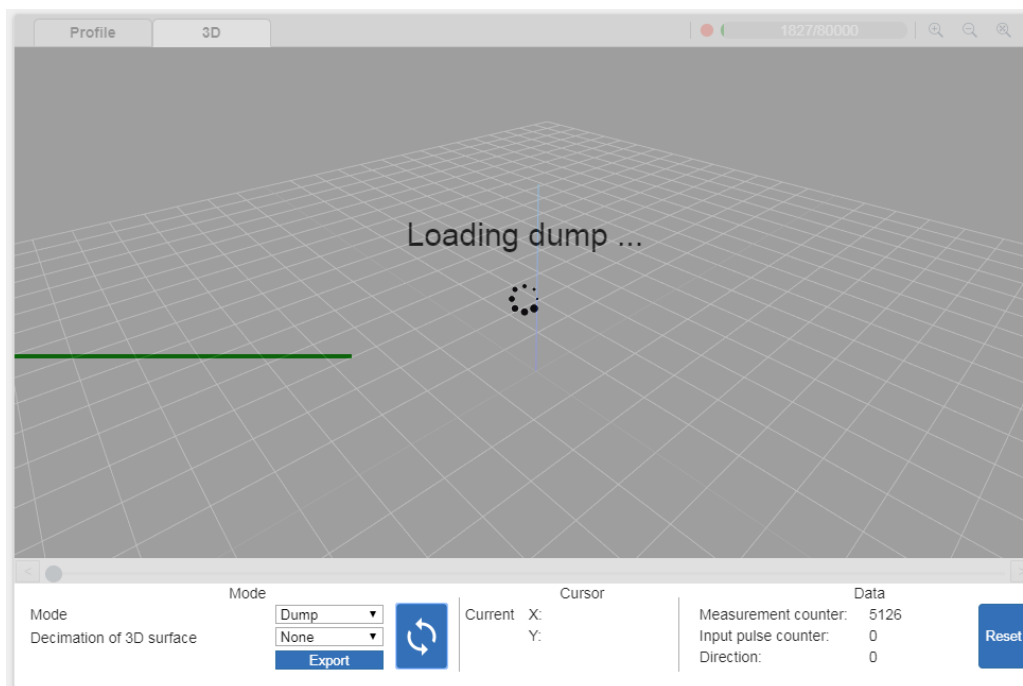 Profile 3D 1827/80000
Loading dump ...
< >
Mode Cursor Data
Mode Dump Current X: Measurement counter: 5126
Decimation of 3D surface None Y: Input pulse counter: 0 Reset
Export Direction: 0